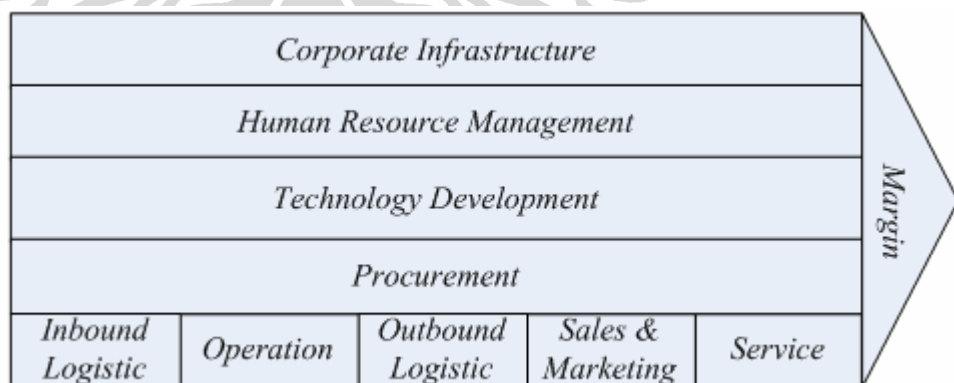 Corporate Infrastructure
Human Resource Management
Technology Development
Procurement
Inbound
Logistic
Operation
Outbound
Logistic
Sales &
Marketing
Service
Margin